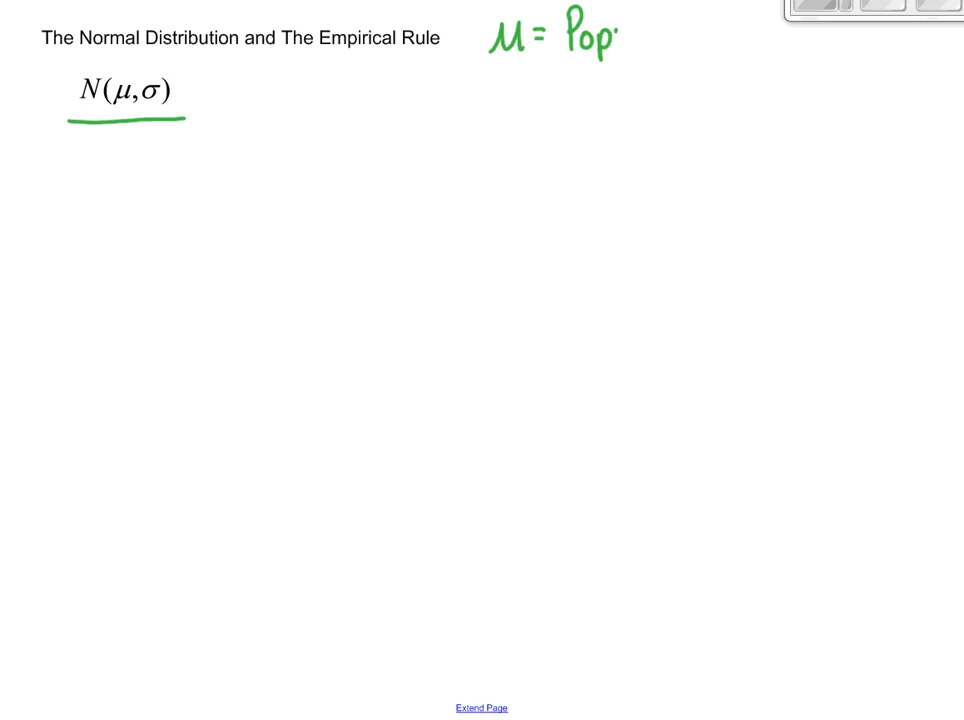 The Normal Distribution and The Empirical Rule
μ = Pop.
N(μ,σ)
Extend Page